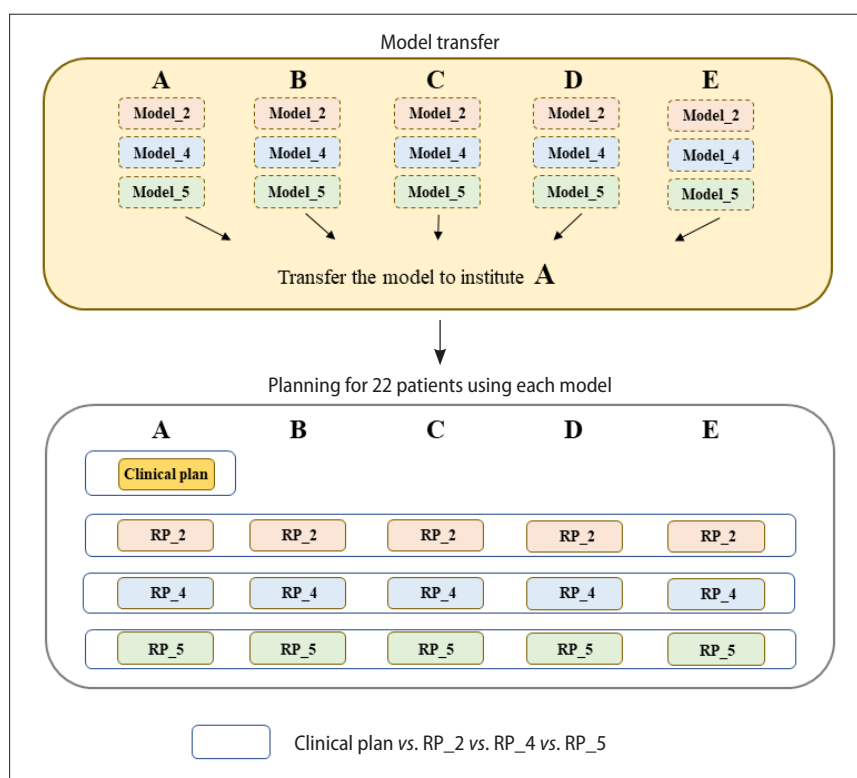 Model transfer
A B C D E
Model_2 Model_2 Model_2 Model_2 Model_2
Model_4 Model_4 Model_4 Model_4 Model_4
Model_5 Model_5 Model_5 Model_5 Model_5
Transfer the model to institute A
Planning for 22 patients using each model
A B C D E
Clinical plan
RP_2 RP_2 RP_2 RP_2 RP_2
RP_4 RP_4 RP_4 RP_4 RP_4
RP_5 RP_5 RP_5 RP_5 RP_5
Clinical plan vs. RP_2 vs. RP_4 vs. RP_5